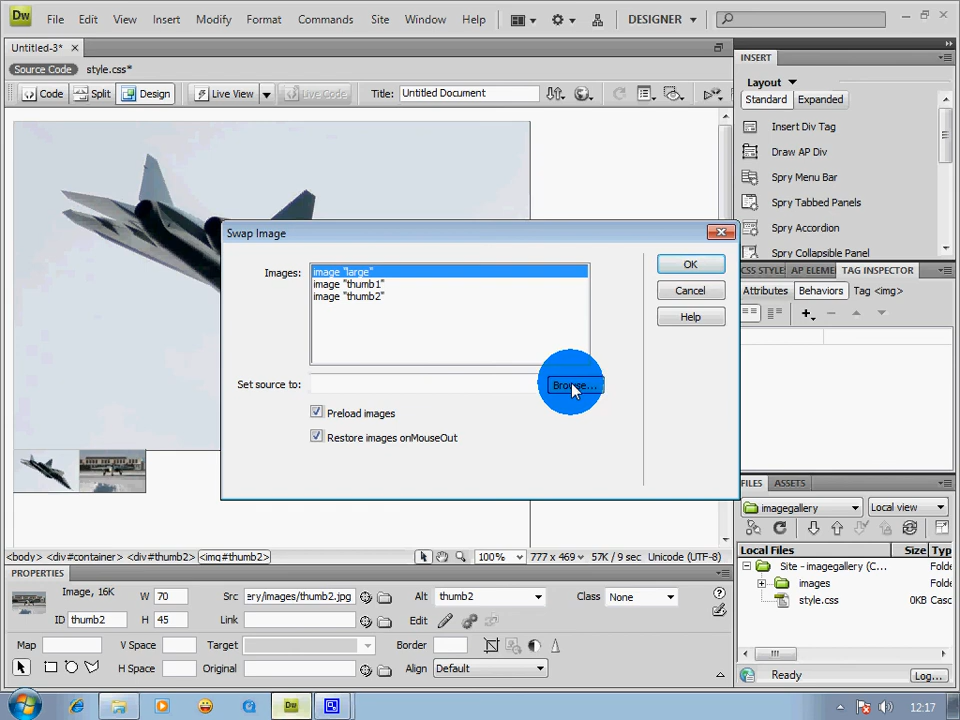 Dw File Edit View Insert Modify Format Commands Site Window Help DESIGNER
Untitled-3*
Source Code style.css*
Code Split Design Live View Live Code Title: Untitled Document
INSERT
Layout
Standard Expanded
Insert Div Tag
Draw AP Div
Spry Menu Bar
Spry Tabbed Panels
Spry Accordion
Spry Collapsible Panel
CSS STYLE AP ELEME TAG INSPECTOR
Attributes Behaviors Tag <img>
Swap Image
Images:
image "large"
image "thumb1"
image "thumb2"
OK
Cancel
Help
Set source to: Browse...
Preload images
Restore images onMouseOut
FILES ASSETS
imagegallery Local view
Local Files Size Typ
Site - imagegallery (C... Folde
images Folde
style.css 0KB Casc
Ready Log...
<body> <div#container> <div#thumb2> <img#thumb2> 100% 777 x 469 57K / 9 sec Unicode (UTF-8)
PROPERTIES
Image, 16K W 70 Src ery/images/thumb2.jpg Alt thumb2 Class None
ID thumb2 H 45 Link Edit
Map V Space Target Border
H Space Original Align Default
Dw 12:17